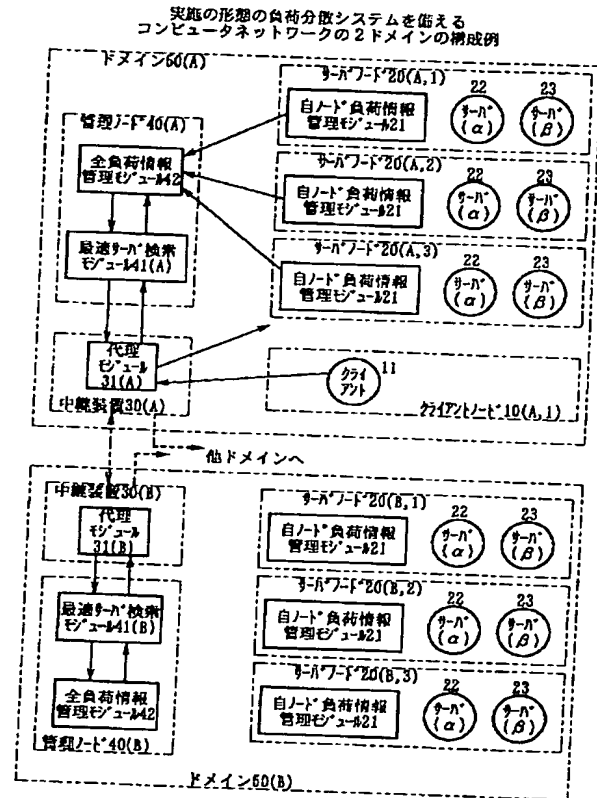 実施の形態の負荷分散システムを備える
コンピュータネットワークの2ドメインの構成例
ドメイン50(A)
管理ノード40(A)
全負荷情報
管理モジュール42
最適サーバ検索
モジュール41(A)
代理
モジュール
31(A)
中継装置30(A)
サーバノード20(A,1)
自ノード負荷情報
管理モジュール21
22
サーバ
(α)
23
サーバ
(β)
サーバノード20(A,2)
自ノード負荷情報
管理モジュール21
22
サーバ
(α)
23
サーバ
(β)
サーバノード20(A,3)
自ノード負荷情報
管理モジュール21
22
サーバ
(α)
23
サーバ
(β)
クライ
アント
11
クライアントノード10(A,1)
他ドメインへ
中継装置30(B)
代理
モジュール
31(B)
最適サーバ検索
モジュール41(B)
全負荷情報
管理モジュール42
管理ノード40(B)
サーバノード20(B,1)
自ノード負荷情報
管理モジュール21
22
サーバ
(α)
23
サーバ
(β)
サーバノード20(B,2)
自ノード負荷情報
管理モジュール21
22
サーバ
(α)
23
サーバ
(β)
サーバノード20(B,3)
自ノード負荷情報
管理モジュール21
22
サーバ
(α)
23
サーバ
(β)
ドメイン50(B)